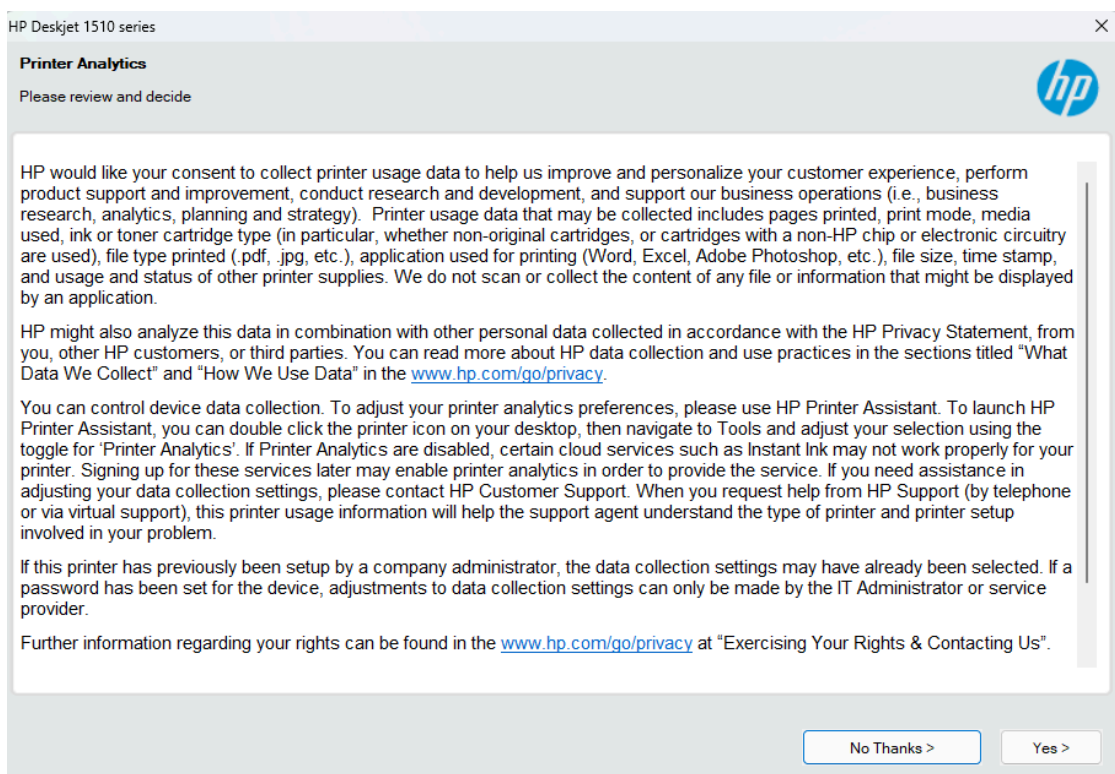 HP Deskjet 1510 series
Printer Analytics
Please review and decide
hp
HP would like your consent to collect printer usage data to help us improve and personalize your customer experience, perform
product support and improvement, conduct research and development, and support our business operations (i.e., business
research, analytics, planning and strategy).  Printer usage data that may be collected includes pages printed, print mode, media
used, ink or toner cartridge type (in particular, whether non-original cartridges, or cartridges with a non-HP chip or electronic circuitry
are used), file type printed (.pdf, .jpg, etc.), application used for printing (Word, Excel, Adobe Photoshop, etc.), file size, time stamp,
and usage and status of other printer supplies. We do not scan or collect the content of any file or information that might be displayed
by an application.
HP might also analyze this data in combination with other personal data collected in accordance with the HP Privacy Statement, from
you, other HP customers, or third parties. You can read more about HP data collection and use practices in the sections titled “What
Data We Collect” and “How We Use Data” in the www.hp.com/go/privacy.
You can control device data collection. To adjust your printer analytics preferences, please use HP Printer Assistant. To launch HP
Printer Assistant, you can double click the printer icon on your desktop, then navigate to Tools and adjust your selection using the
toggle for ‘Printer Analytics’. If Printer Analytics are disabled, certain cloud services such as Instant Ink may not work properly for your
printer. Signing up for these services later may enable printer analytics in order to provide the service. If you need assistance in
adjusting your data collection settings, please contact HP Customer Support. When you request help from HP Support (by telephone
or via virtual support), this printer usage information will help the support agent understand the type of printer and printer setup
involved in your problem.
If this printer has previously been setup by a company administrator, the data collection settings may have already been selected. If a
password has been set for the device, adjustments to data collection settings can only be made by the IT Administrator or service
provider.
Further information regarding your rights can be found in the www.hp.com/go/privacy at “Exercising Your Rights & Contacting Us”.
No Thanks >
Yes >